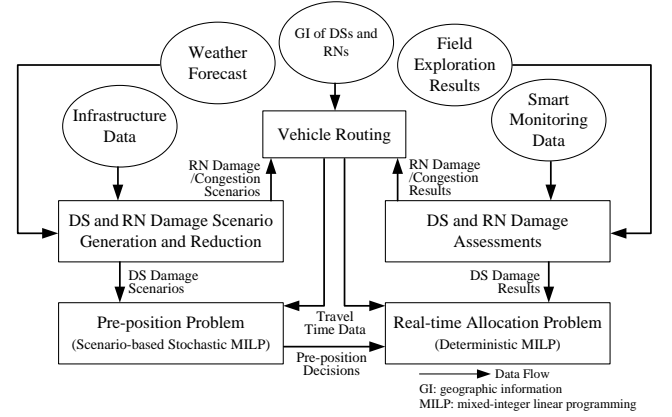 Weather
Forecast
GI of DSs and
RNs
Field
Exploration
Results
Infrastructure
Data
Smart
Monitoring
Data
Vehicle Routing
RN Damage
/Congestion
Scenarios
RN Damage
/Congestion
Results
DS and RN Damage Scenario
Generation and Reduction
DS and RN Damage
Assessments
DS Damage
Scenarios
DS Damage
Results
Pre-position Problem
(Scenario-based Stochastic MILP)
Travel
Time Data
Real-time Allocation Problem
(Deterministic MILP)
Pre-position
Decisions
Data Flow
GI: geographic information
MILP: mixed-integer linear programming